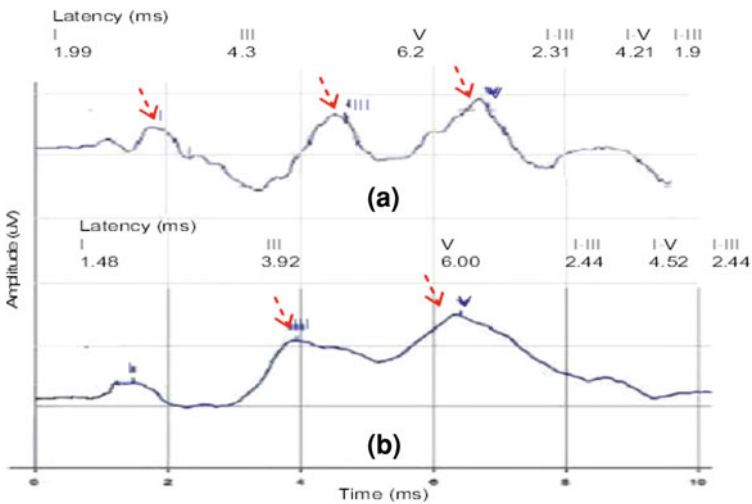 Latency (ms)
I III V I-III I-V I-III
1.99 4.3 6.2 2.31 4.21 1.9
I III V
(a)
Latency (ms)
I III V I-III I-V I-III
1.48 3.92 6.00 2.44 4.52 2.44
I III V
(b)
Amplitude (uV)
0 2 4 6 8 10
Time (ms)